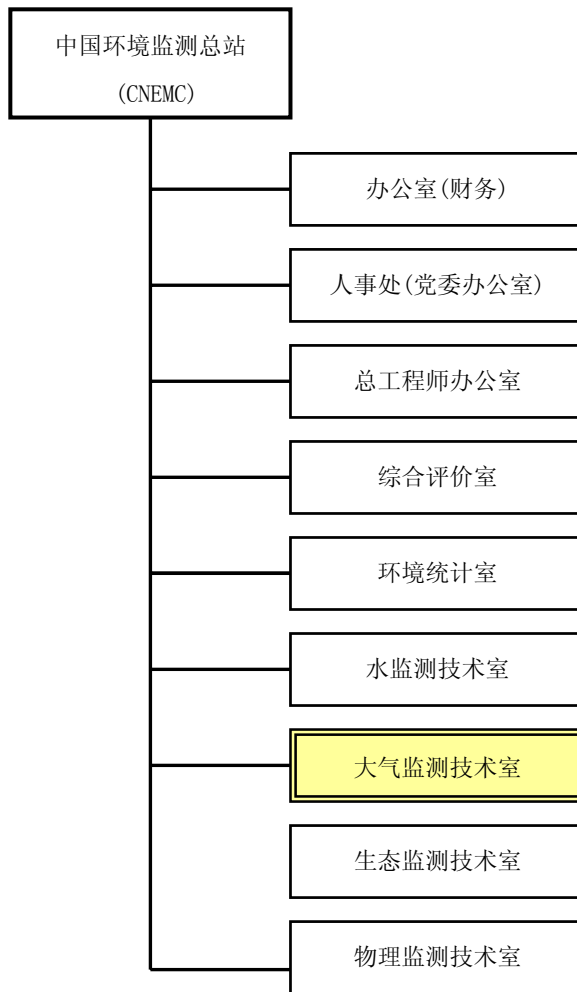 中国环境监测总站
(CNEMC)
办公室(财务)
人事处(党委办公室)
总工程师办公室
综合评价室
环境统计室
水监测技术室
大气监测技术室
生态监测技术室
物理监测技术室